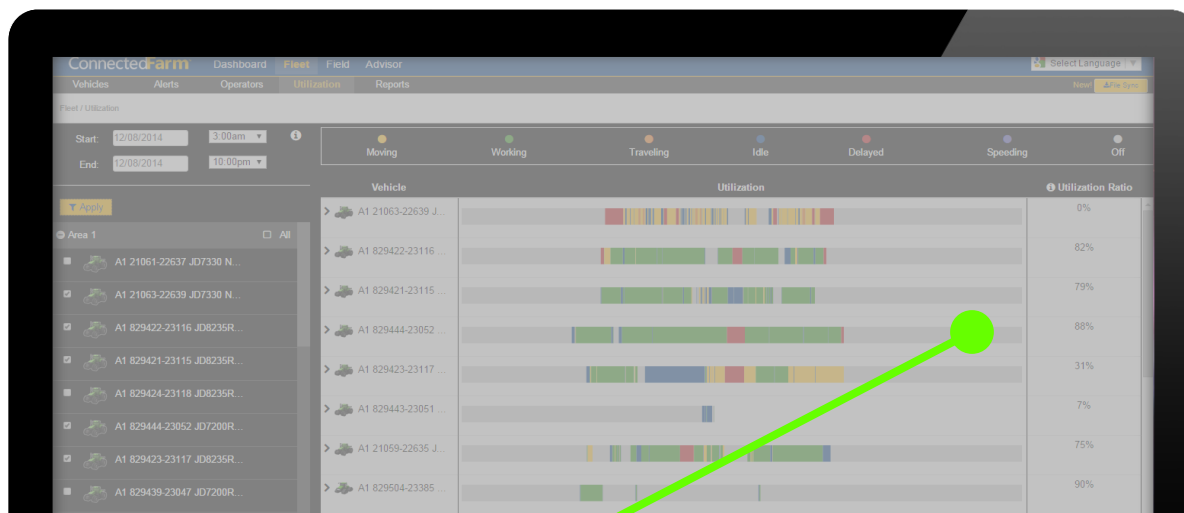 ConnectedFarm Dashboard Fleet Field Advisor Select Language
Vehicles Alerts Operators Utilization Reports New! File Sync
Fleet / Utilization
Start: 12/08/2014 3:00am
End: 12/08/2014 10:00pm
Moving Working Traveling Idle Delayed Speeding Off
Apply
Area 1 All
A1 21061-22637 JD7330 N...
A1 21063-22639 JD7330 N...
A1 829422-23116 JD8235R...
A1 829421-23115 JD8235R...
A1 829424-23118 JD8235R...
A1 829444-23052 JD7200R...
A1 829423-23117 JD8235R...
A1 829439-23047 JD7200R...
Vehicle Utilization Utilization Ratio
A1 21063-22639 J... 0%
A1 829422-23116 ... 82%
A1 829421-23115 ... 79%
A1 829444-23052 ... 88%
A1 829423-23117 ... 31%
A1 829443-23051 ... 7%
A1 21059-22635 J... 75%
A1 829504-23385 ... 90%